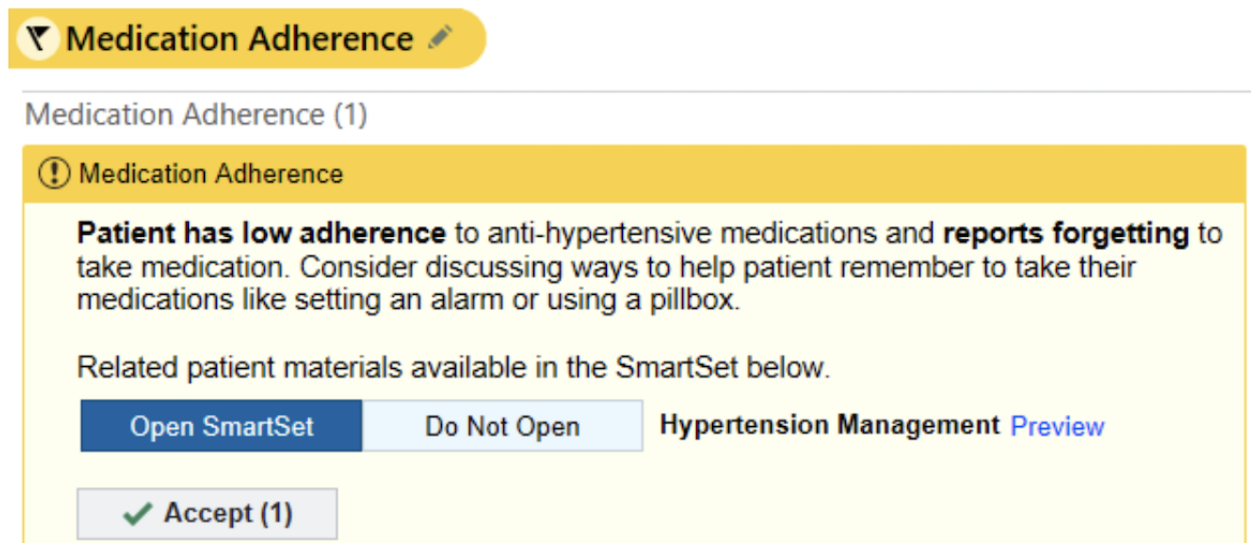 Medication Adherence
Medication Adherence (1)
Medication Adherence
Patient has low adherence to anti-hypertensive medications and reports forgetting to
take medication. Consider discussing ways to help patient remember to take their
medications like setting an alarm or using a pillbox.
Related patient materials available in the SmartSet below.
Open SmartSet Do Not Open Hypertension Management Preview
Accept (1)